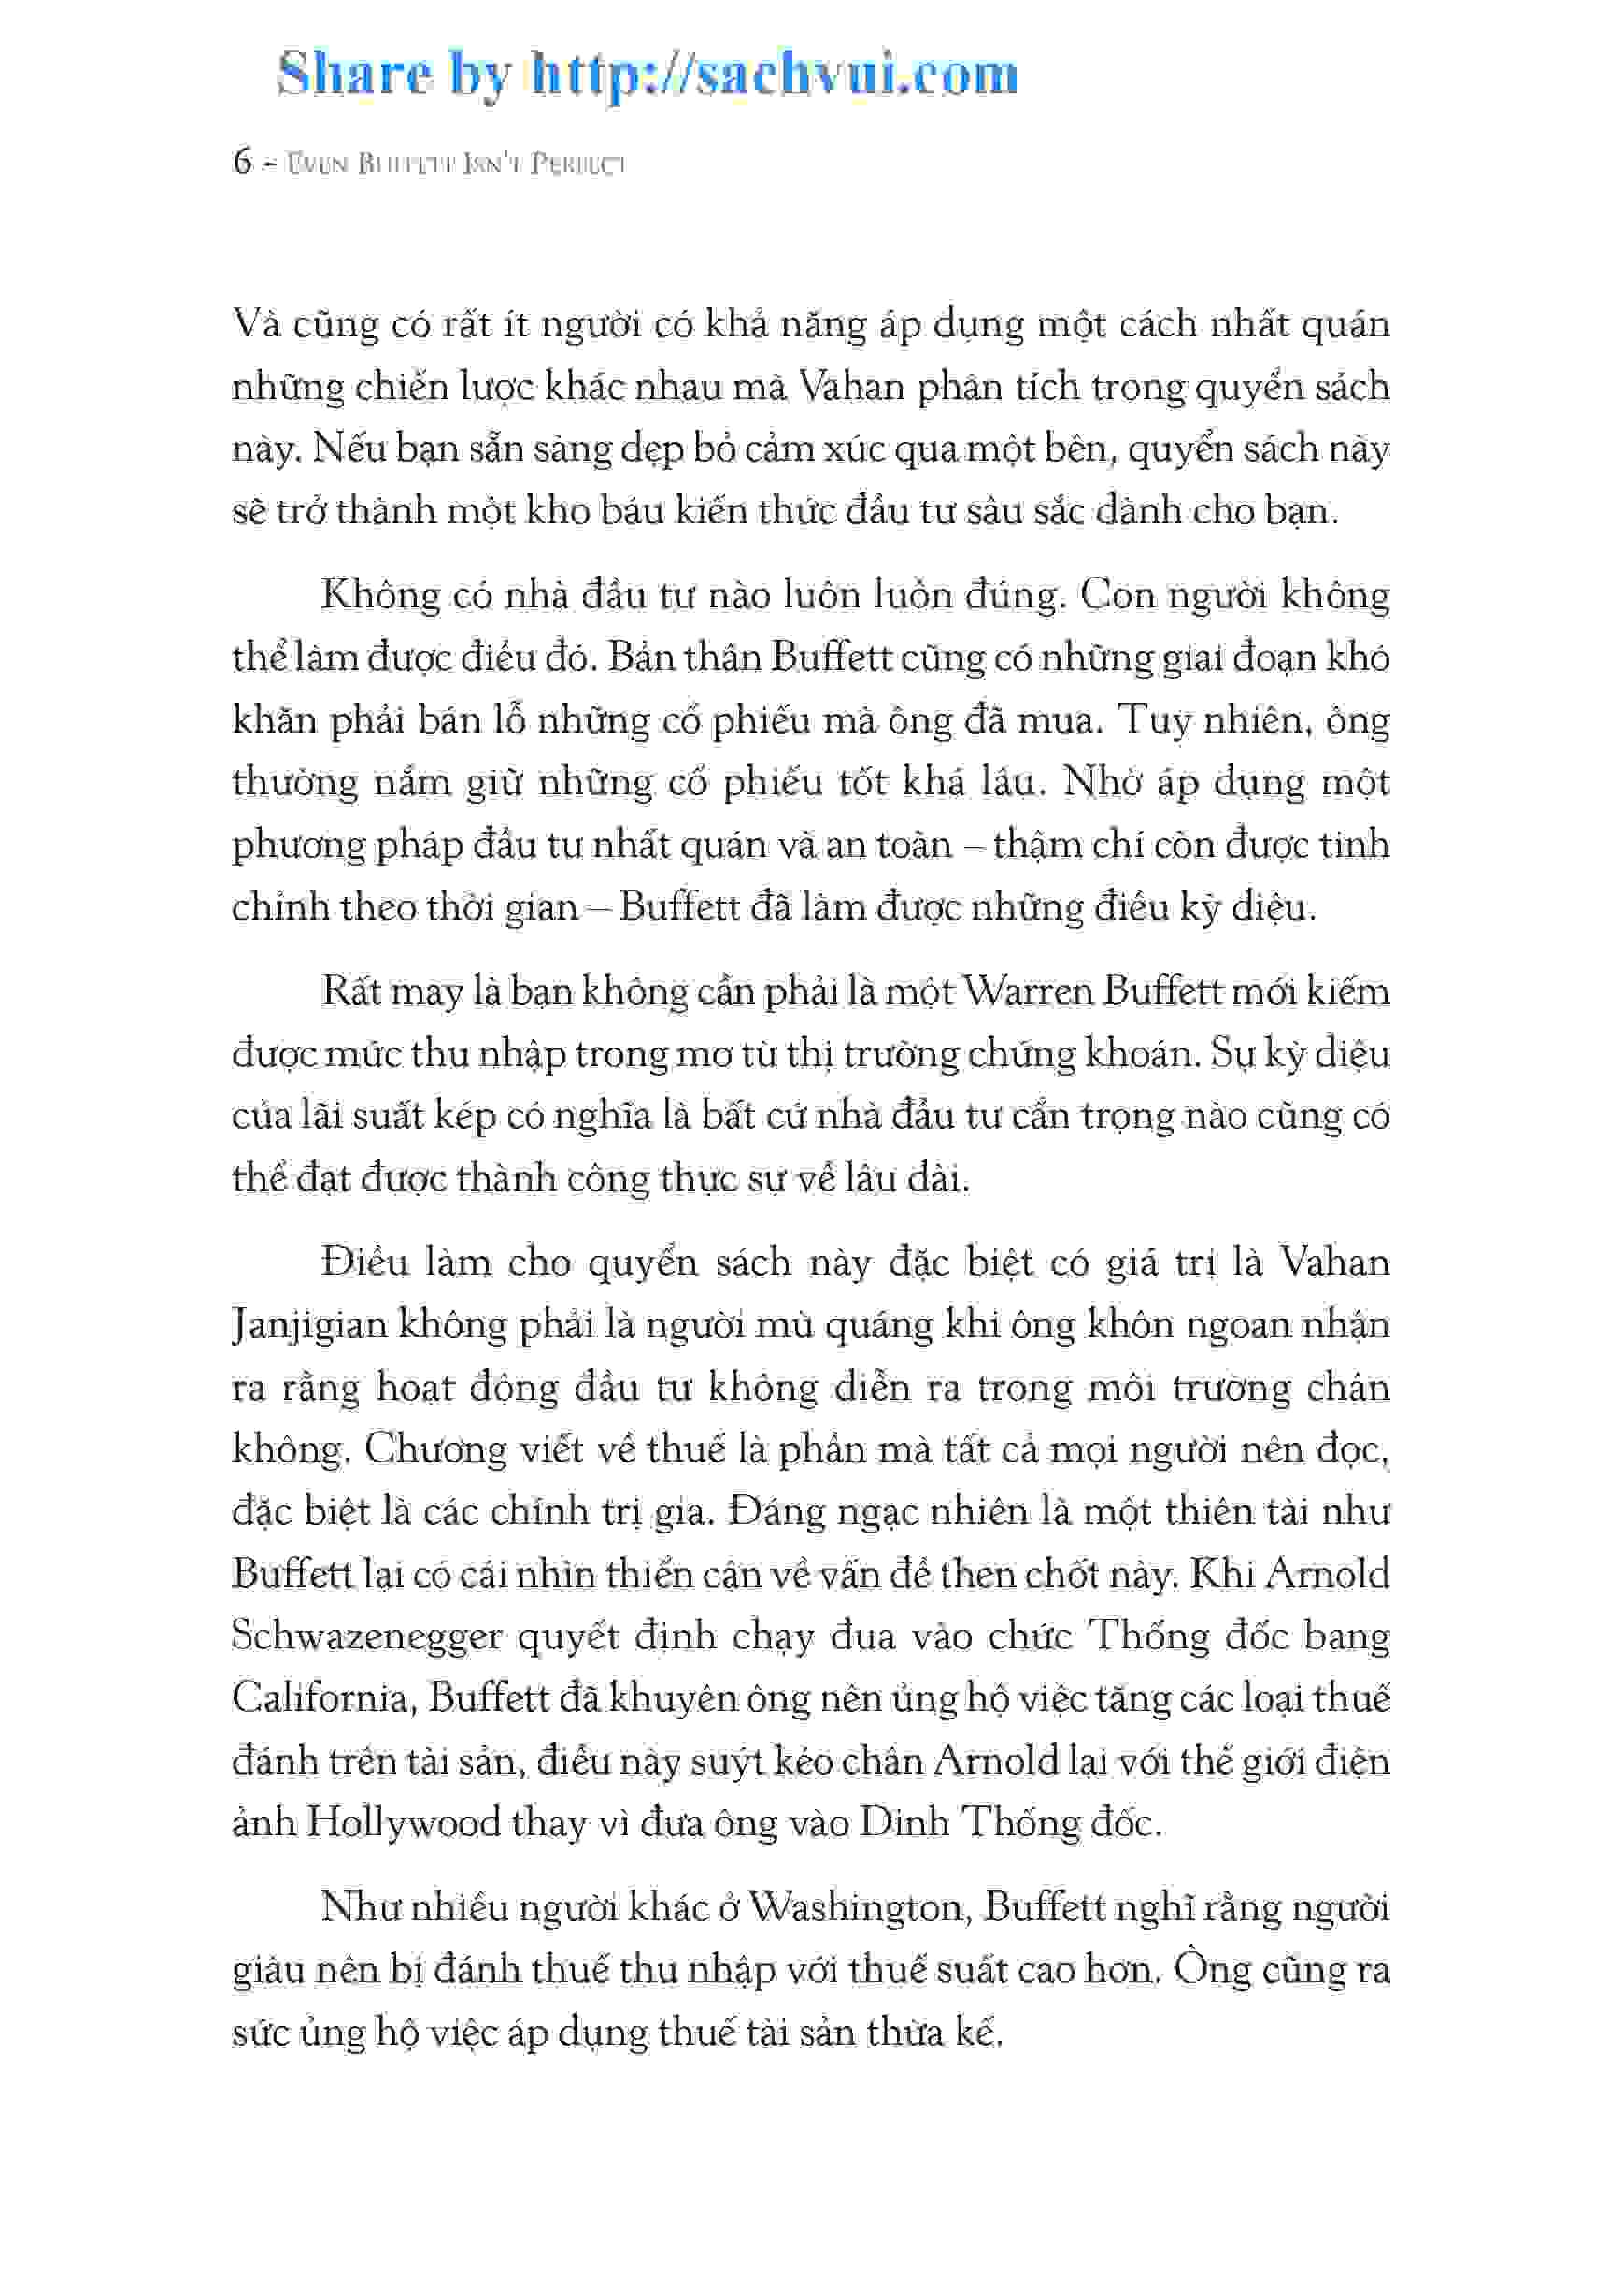 Share by http://sachvui.com
6 - Even Buffett Isn't Perfect
Và cũng có rất ít người có khả năng áp dụng một cách nhất quán
những chiến lược khác nhau mà Vahan phân tích trong quyển sách
này. Nếu bạn sẵn sàng dẹp bỏ cảm xúc qua một bên, quyển sách này
sẽ trở thành một kho báu kiến thức đầu tư sâu sắc dành cho bạn.
Không có nhà đầu tư nào luôn luôn đúng. Con người không
thể làm được điều đó. Bản thân Buffett cũng có những giai đoạn khó
khăn phải bán lỗ những cổ phiếu mà ông đã mua. Tuy nhiên, ông
thường nắm giữ những cổ phiếu tốt khá lâu. Nhờ áp dụng một
phương pháp đầu tư nhất quán và an toàn – thậm chí còn được tinh
chỉnh theo thời gian – Buffett đã làm được những điều kỳ diệu.
Rất may là bạn không cần phải là một Warren Buffett mới kiếm
được mức thu nhập trong mơ từ thị trường chứng khoán. Sự kỳ diệu
của lãi suất kép có nghĩa là bất cứ nhà đầu tư cẩn trọng nào cũng có
thể đạt được thành công thực sự về lâu dài.
Điều làm cho quyển sách này đặc biệt có giá trị là Vahan
Janjigian không phải là người mù quáng khi ông khôn ngoan nhận
ra rằng hoạt động đầu tư không diễn ra trong môi trường chân
không. Chương viết về thuế là phần mà tất cả mọi người nên đọc,
đặc biệt là các chính trị gia. Đáng ngạc nhiên là một thiên tài như
Buffett lại có cái nhìn thiển cận về vấn đề then chốt này. Khi Arnold
Schwazenegger quyết định chạy đua vào chức Thống đốc bang
California, Buffett đã khuyên ông nên ủng hộ việc tăng các loại thuế
đánh trên tài sản, điều này suýt kéo chân Arnold lại với thế giới điện
ảnh Hollywood thay vì đưa ông vào Dinh Thống đốc.
Như nhiều người khác ở Washington, Buffett nghĩ rằng người
giàu nên bị đánh thuế thu nhập với thuế suất cao hơn. Ông cũng ra
sức ủng hộ việc áp dụng thuế tài sản thừa kế.